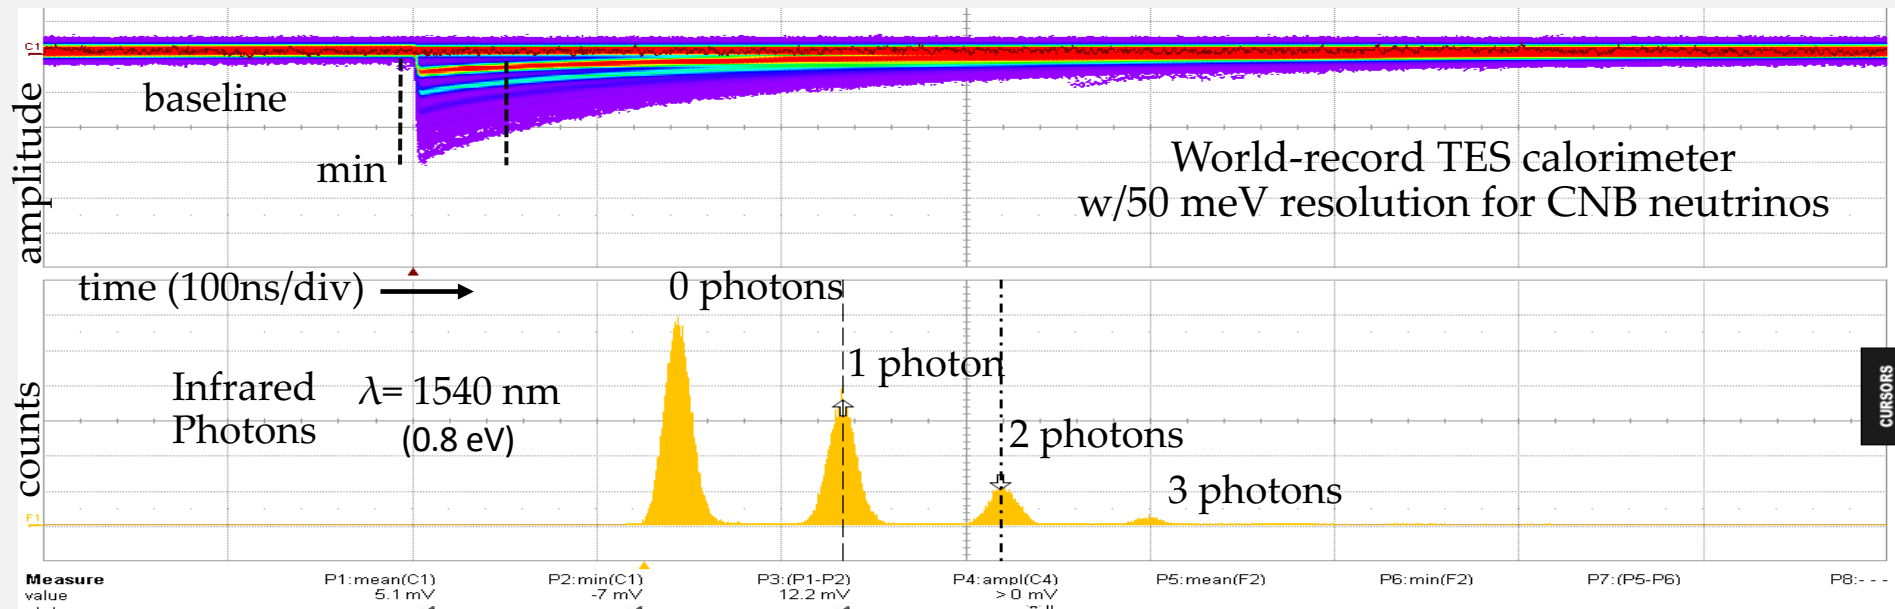 C1
amplitude
baseline
min
World-record TES calorimeter
w/50 meV resolution for CNB neutrinos
time (100ns/div)
0 photons
1 photon
2 photons
3 photons
Infrared
Photons
λ= 1540 nm
(0.8 eV)
counts
F1
CURSORS
Measure P1:mean(C1) P2:min(C1) P3:(P1-P2) P4:ampl(C4) P5:mean(F2) P6:min(F2) P7:(P5-P6) P8:- - -
value 5.1 mV -7 mV 12.2 mV > 0 mV